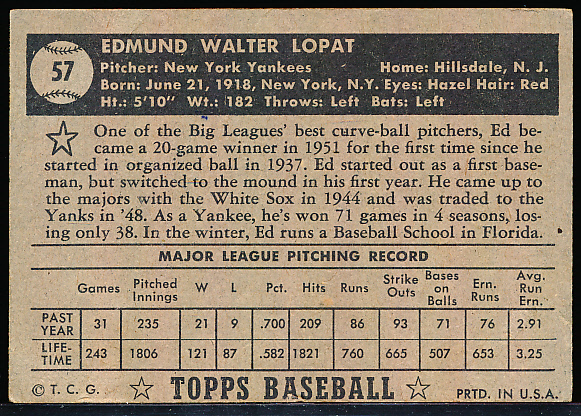 57
EDMUND WALTER LOPAT
Pitcher: New York Yankees Home: Hillsdale, N. J.
Born: June 21, 1918, New York, N.Y. Eyes: Hazel Hair: Red
Ht.: 5'10" Wt.: 182 Throws: Left Bats: Left
One of the Big Leagues' best curve-ball pitchers, Ed be-
came a 20-game winner in 1951 for the first time since he
started in organized ball in 1937. Ed started out as a first base-
man, but switched to the mound in his first year. He came up
to the majors with the White Sox in 1944 and was traded to the
Yanks in '48. As a Yankee, he's won 71 games in 4 seasons, los-
ing only 38. In the winter, Ed runs a Baseball School in Florida.
MAJOR LEAGUE PITCHING RECORD
Games Pitched Innings W L Pct. Hits Runs Strike Outs Bases on Balls Ern. Runs Avg. Run Ern.
PAST YEAR 31 235 21 9 .700 209 86 93 71 76 2.91
LIFE-TIME 243 1806 121 87 .582 1821 760 665 507 653 3.25
© T. C. G. TOPPS BASEBALL PRTD. IN U.S.A.